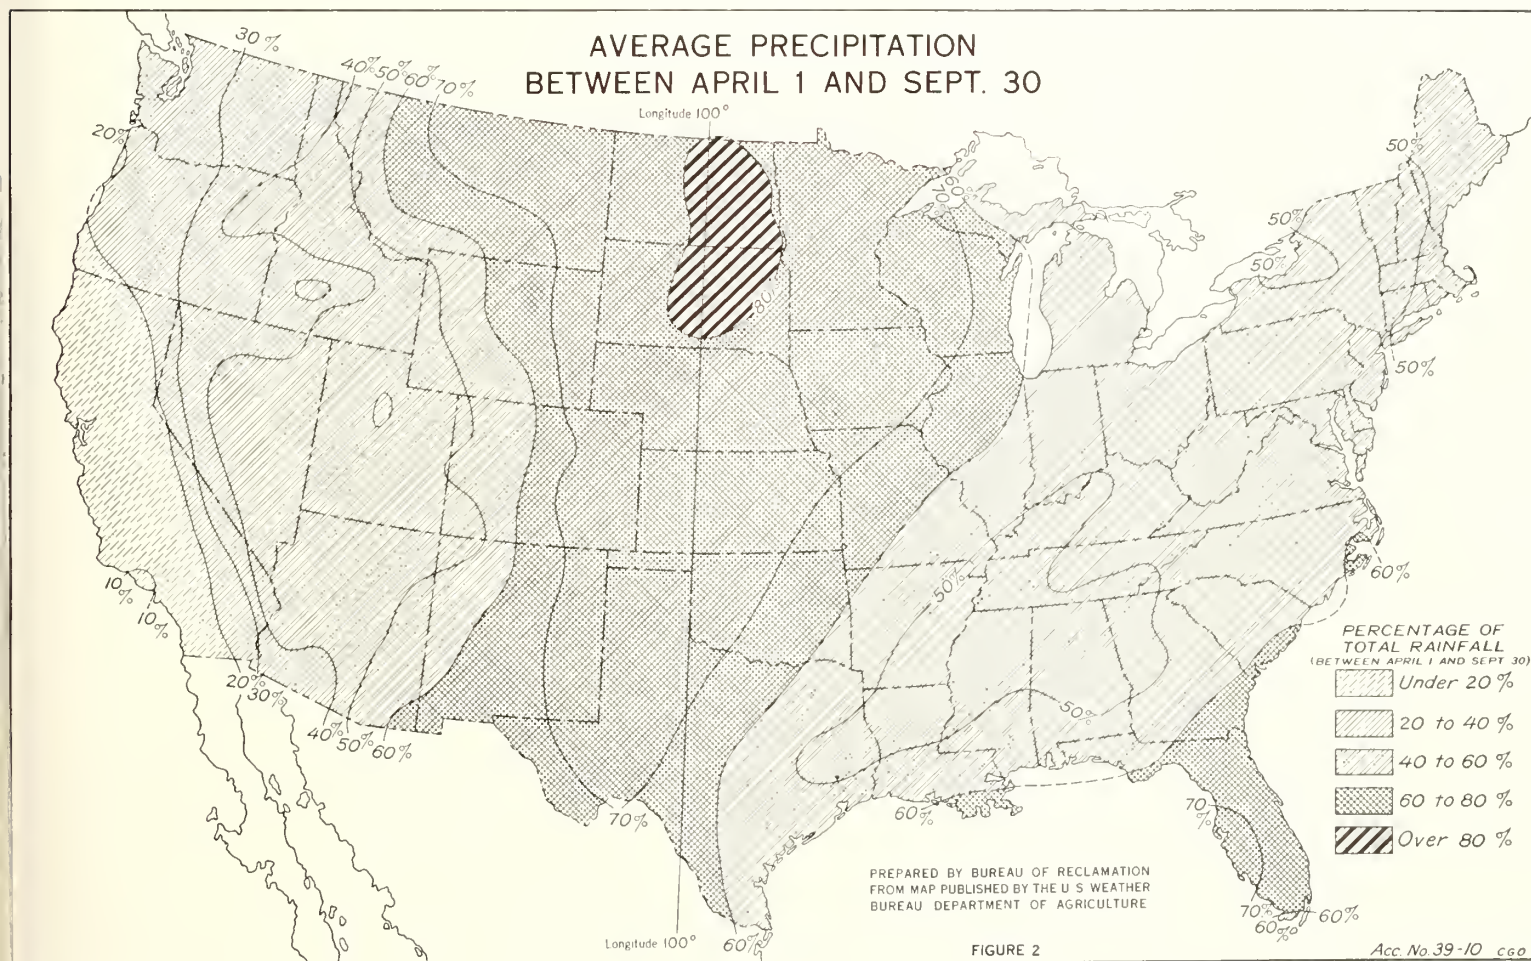 AVERAGE PRECIPITATION
BETWEEN APRIL 1 AND SEPT. 30
Longitude 100°
30 %
40%
50%
60%
70%
20%
60
70%
50%
50%
50%
80
50%
10%
10%
50%
60%
20%
30%
40%
50%
60%
50%
70%
60%
70%
70%
60%
60%
Longitude 100°
60%
PERCENTAGE OF
TOTAL RAINFALL
(BETWEEN APRIL 1 AND SEPT 30)
Under 20 %
20 to 40 %
40 to 60 %
60 to 80 %
Over 80 %
PREPARED BY BUREAU OF RECLAMATION
FROM MAP PUBLISHED BY THE U S WEATHER
BUREAU DEPARTMENT OF AGRICULTURE
FIGURE 2
Acc. No. 39-10 CGO